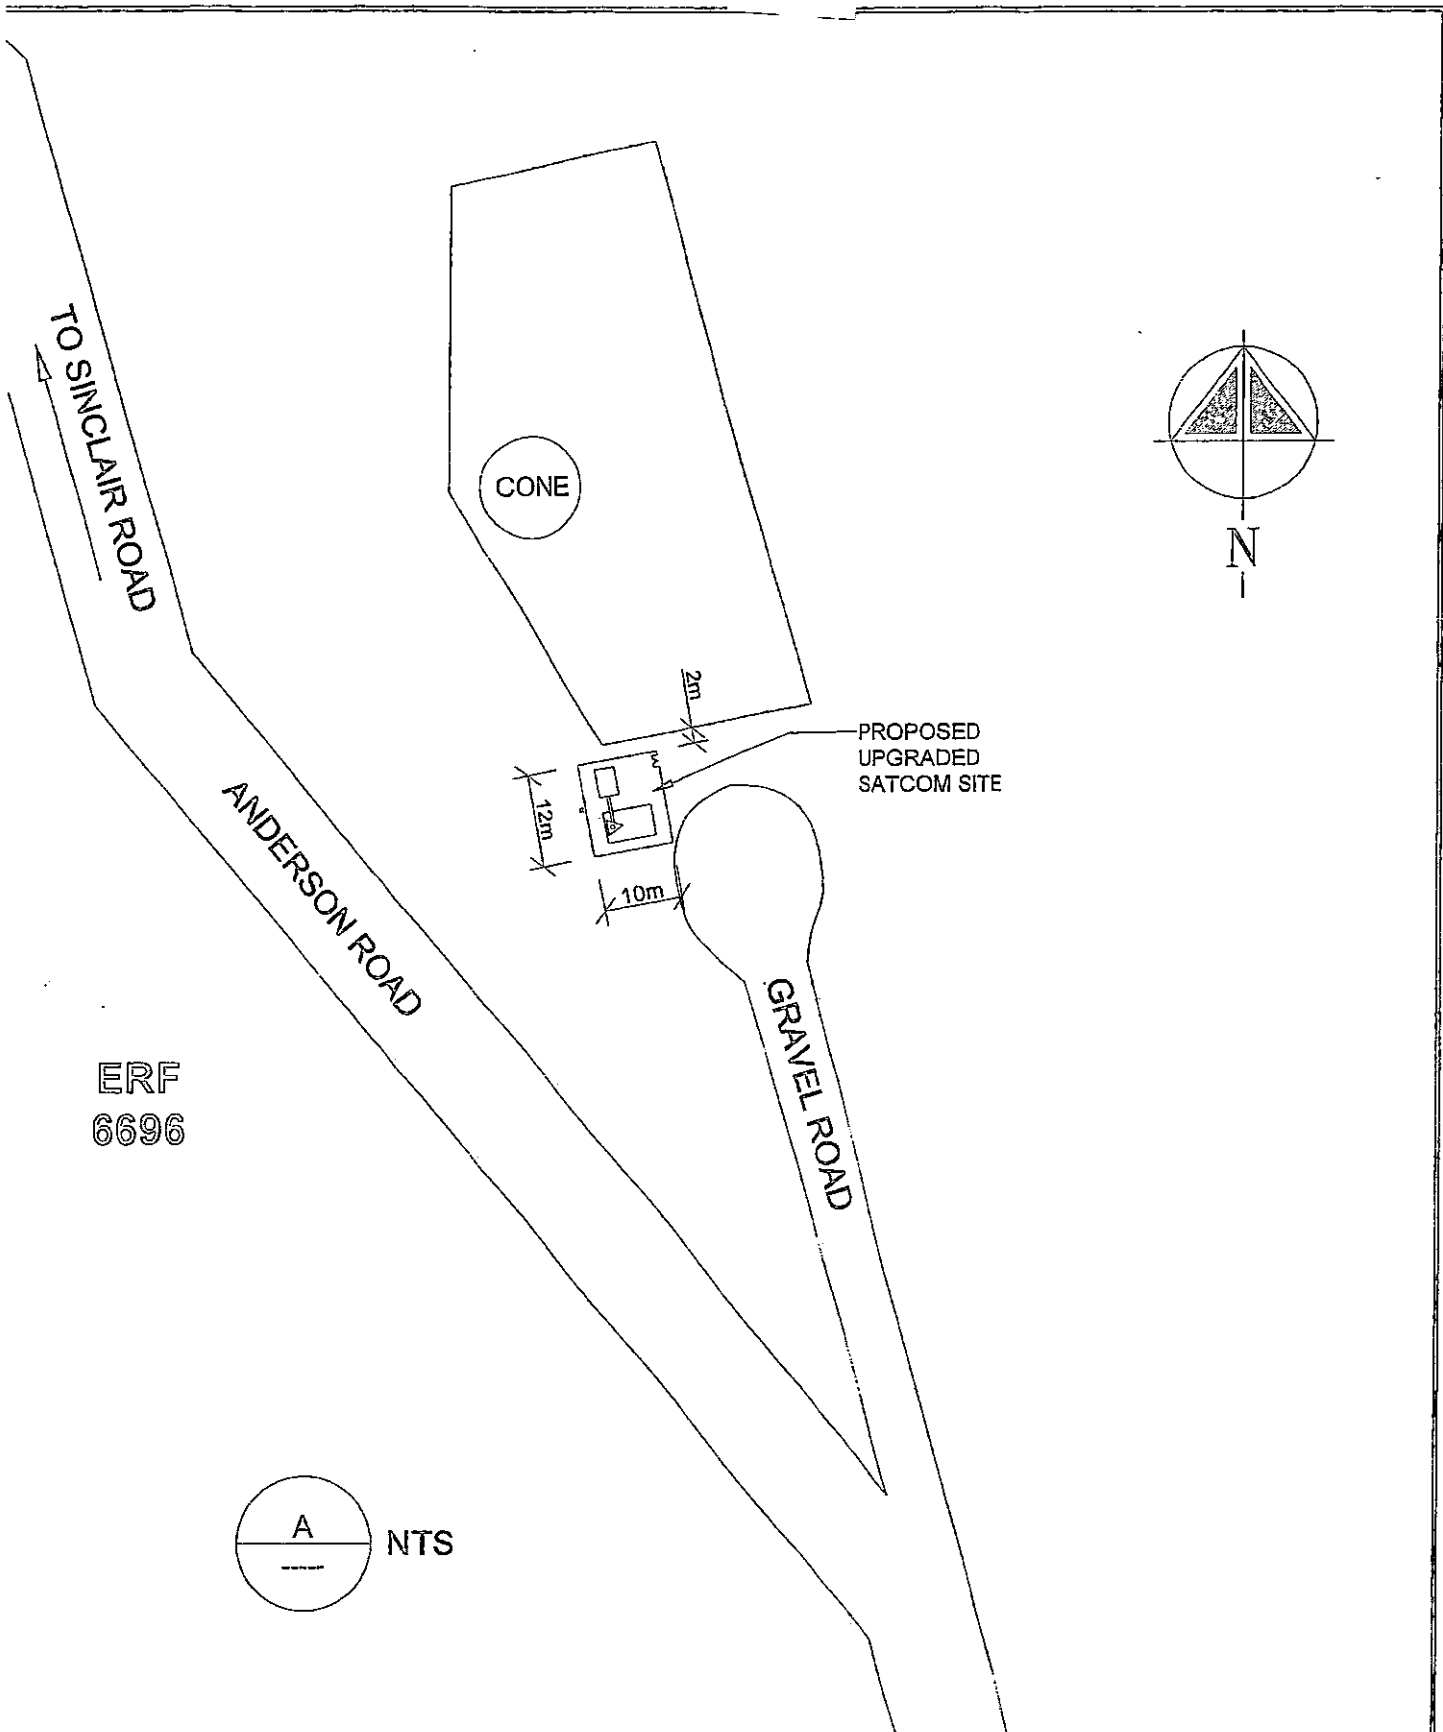 TO SINCLAIR ROAD
CONE
N
2m
PROPOSED
UPGRADED
SATCOM SITE
12m
10m
ANDERSON ROAD
GRAVEL ROAD
ERF
6696
A
----
NTS